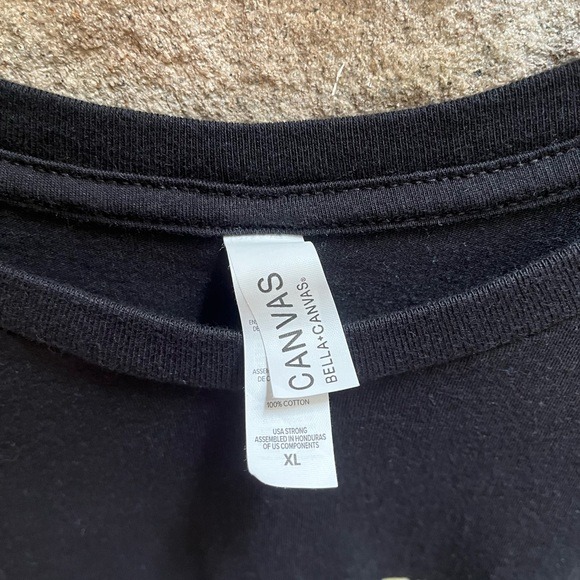 CANVAS
BELLA+CANVAS®
100% COTTON
USA STRONG
ASSEMBLED IN HONDURAS
OF US COMPONENTS
XL